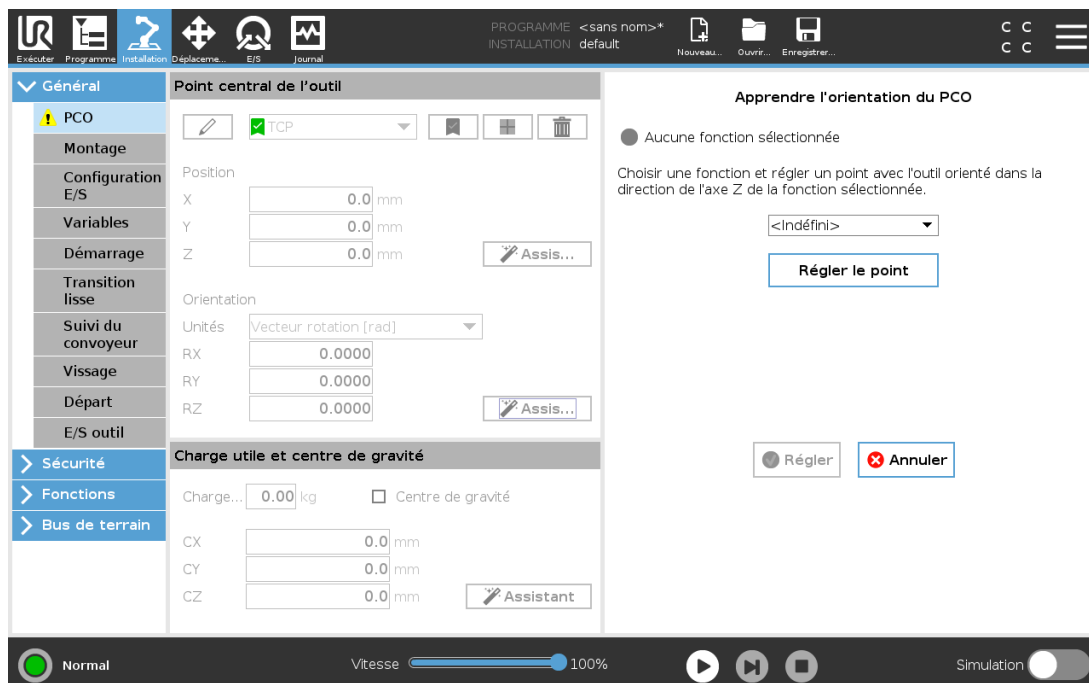 PROGRAMME <sans nom>*
INSTALLATION default
C C
C C
Exécuter
Programme
Installation
Déplaceme...
E/S
Journal
Nouveau...
Ouvrir...
Enregistrer...
Général
PCO
Montage
Configuration
E/S
Variables
Démarrage
Transition
lisse
Suivi du
convoyeur
Vissage
Départ
E/S outil
Sécurité
Fonctions
Bus de terrain
Point central de l'outil
TCP
Position
X 0.0 mm
Y 0.0 mm
Z 0.0 mm Assis...
Orientation
Unités Vecteur rotation [rad]
RX 0.0000
RY 0.0000
RZ 0.0000 Assis...
Charge utile et centre de gravité
Charge... 0.00 kg Centre de gravité
CX 0.0 mm
CY 0.0 mm
CZ 0.0 mm Assistant
Apprendre l'orientation du PCO
Aucune fonction sélectionnée
Choisir une fonction et régler un point avec l'outil orienté dans la
direction de l'axe Z de la fonction sélectionnée.
<Indéfini>
Régler le point
Régler Annuler
Normal
Vitesse 100%
Simulation